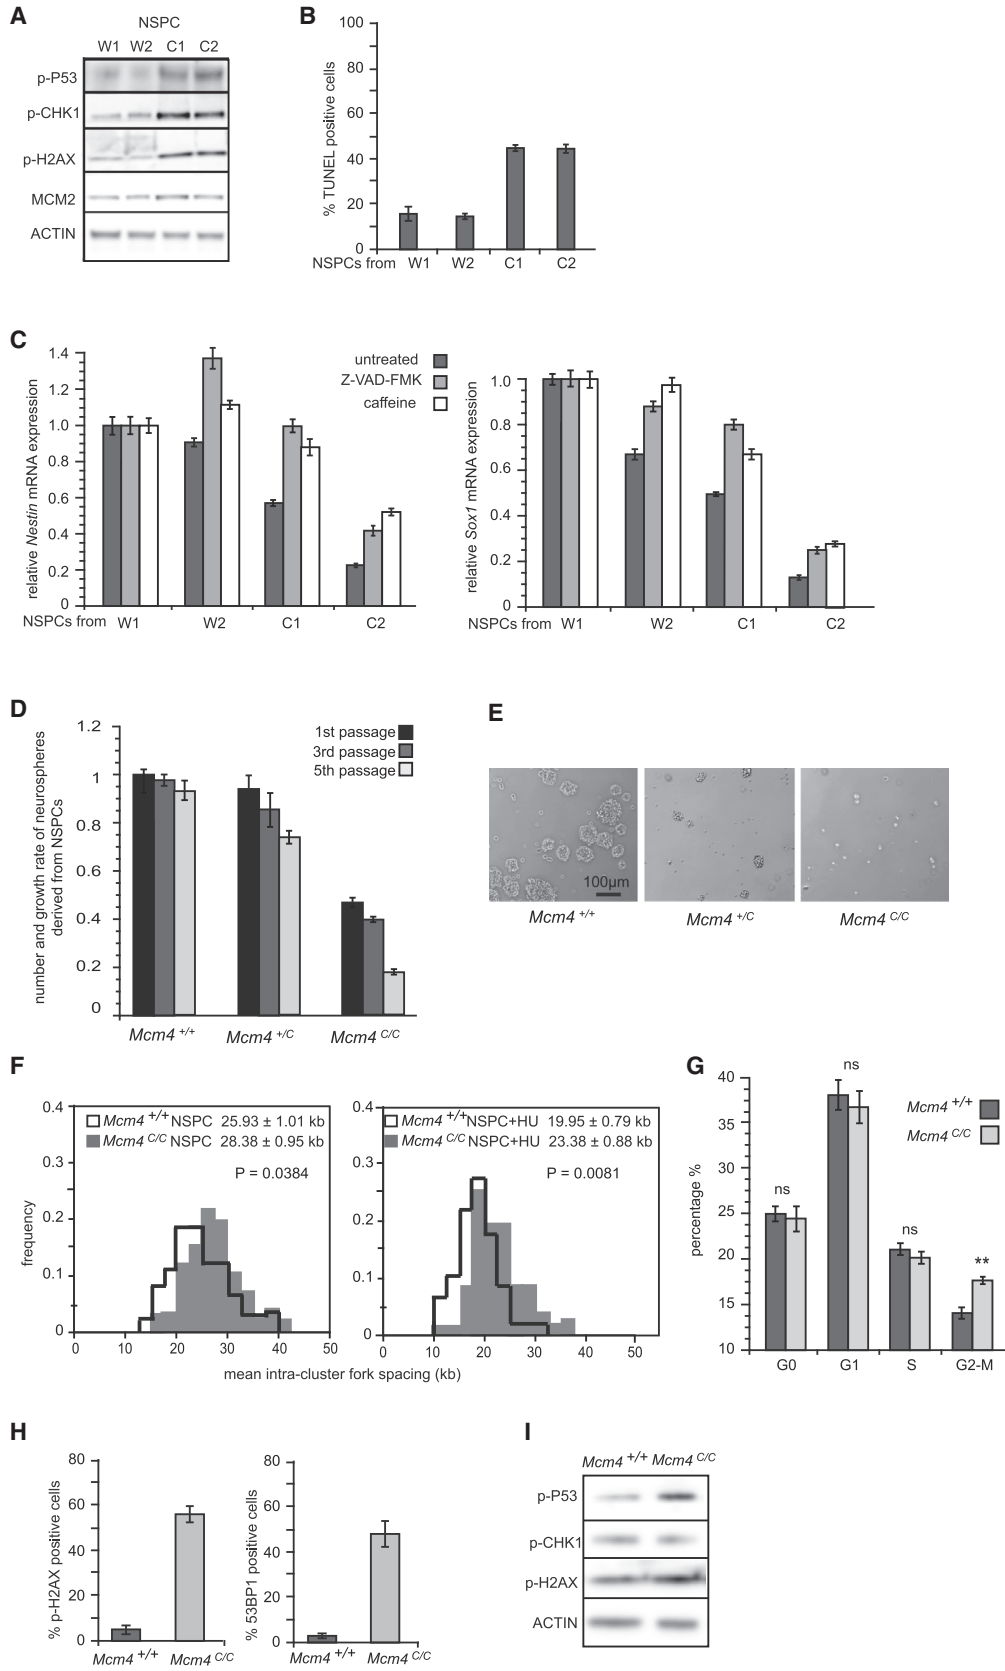 A
NSPC
W1 W2 C1 C2
p-P53
p-CHK1
p-H2AX
MCM2
ACTIN
B
% TUNEL positive cells
100
80
60
40
20
0
NSPCs from W1 W2 C1 C2
C
relative Nestin mRNA expression
1.4
1.2
1.0
0.8
0.6
0.4
0.2
0
untreated
Z-VAD-FMK
caffeine
NSPCs from W1 W2 C1 C2
relative Sox1 mRNA expression
1.0
0.8
0.6
0.4
0.2
0
NSPCs from W1 W2 C1 C2
D
number and growth rate of neurospheres
derived from NSPCs
1.2
1
0.8
0.6
0.4
0.2
0
1st passage
3rd passage
5th passage
Mcm4 +/+ Mcm4 +/C Mcm4 C/C
E
100µm
Mcm4 +/+ Mcm4 +/C Mcm4 C/C
F
frequency
0.4
0.3
0.2
0.1
0
Mcm4 +/+ NSPC 25.93 ± 1.01 kb
Mcm4 C/C NSPC 28.38 ± 0.95 kb
P = 0.0384
0 10 20 30 40 50
0.4
0.3
0.2
0.1
0
Mcm4 +/+ NSPC+HU 19.95 ± 0.79 kb
Mcm4 C/C NSPC+HU 23.38 ± 0.88 kb
P = 0.0081
0 10 20 30 40 50
mean intra-cluster fork spacing (kb)
G
percentage %
40
35
30
25
20
15
10
Mcm4 +/+
Mcm4 C/C
ns
ns
ns
**
G0 G1 S G2-M
H
% p-H2AX positive cells
80
60
40
20
0
Mcm4 +/+ Mcm4 C/C
% 53BP1 positive cells
80
60
40
20
0
Mcm4 +/+ Mcm4 C/C
I
Mcm4 +/+ Mcm4 C/C
p-P53
p-CHK1
p-H2AX
ACTIN